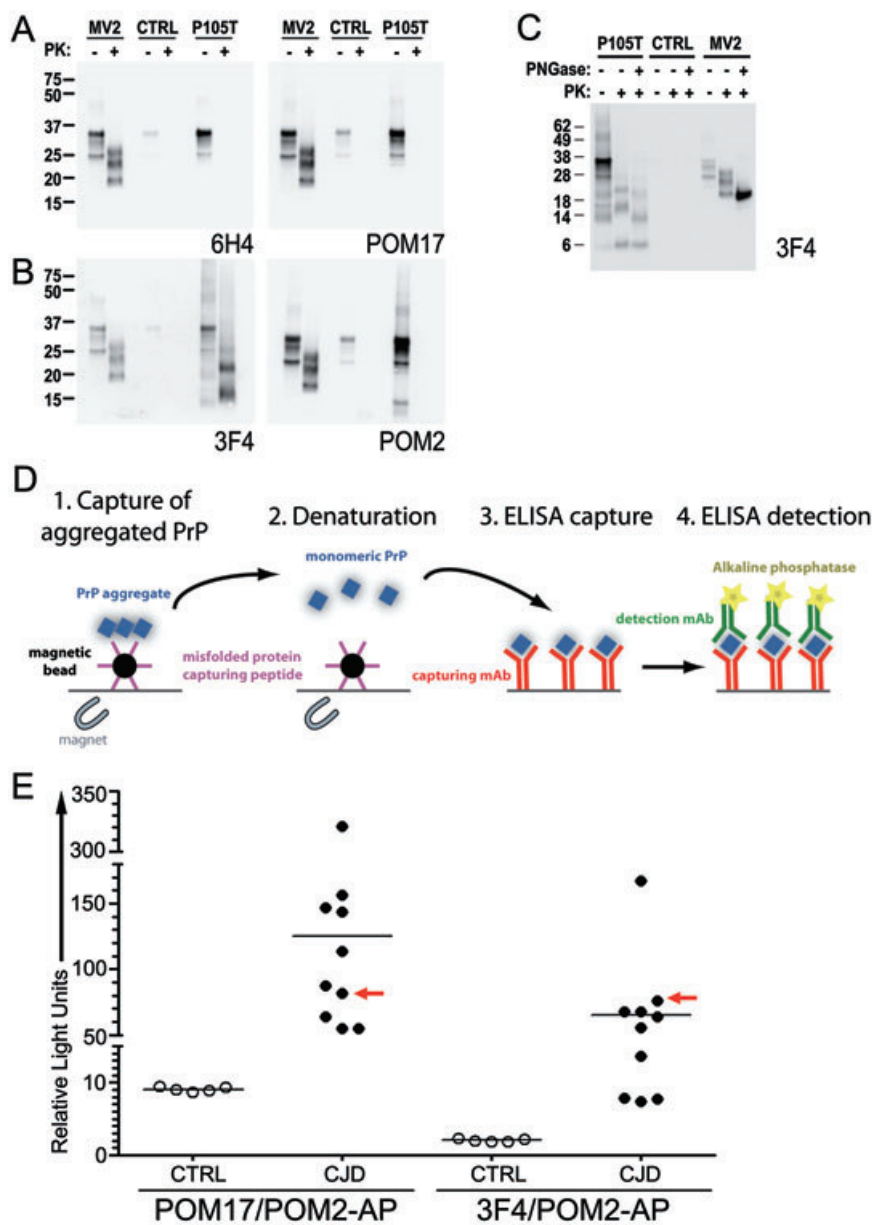 A
MV2 CTRL P105T MV2 CTRL P105T
PK: - + - + - + - + - + - +
75
50
37
25
20
15
6H4 POM17
B
75
50
37
25
20
15
3F4 POM2
C
P105T CTRL MV2
PNGase: - - + - - + - - +
PK: - + + - + + - + +
62
49
38
28
18
14
6
3F4
D
1. Capture of aggregated PrP
2. Denaturation
3. ELISA capture
4. ELISA detection
PrP aggregate
monomeric PrP
Alkaline phosphatase
detection mAb
magnetic bead
misfolded protein capturing peptide
capturing mAb
magnet
E
Relative Light Units
350
300
150
100
50
10
0
CTRL CJD CTRL CJD
POM17/POM2-AP 3F4/POM2-AP